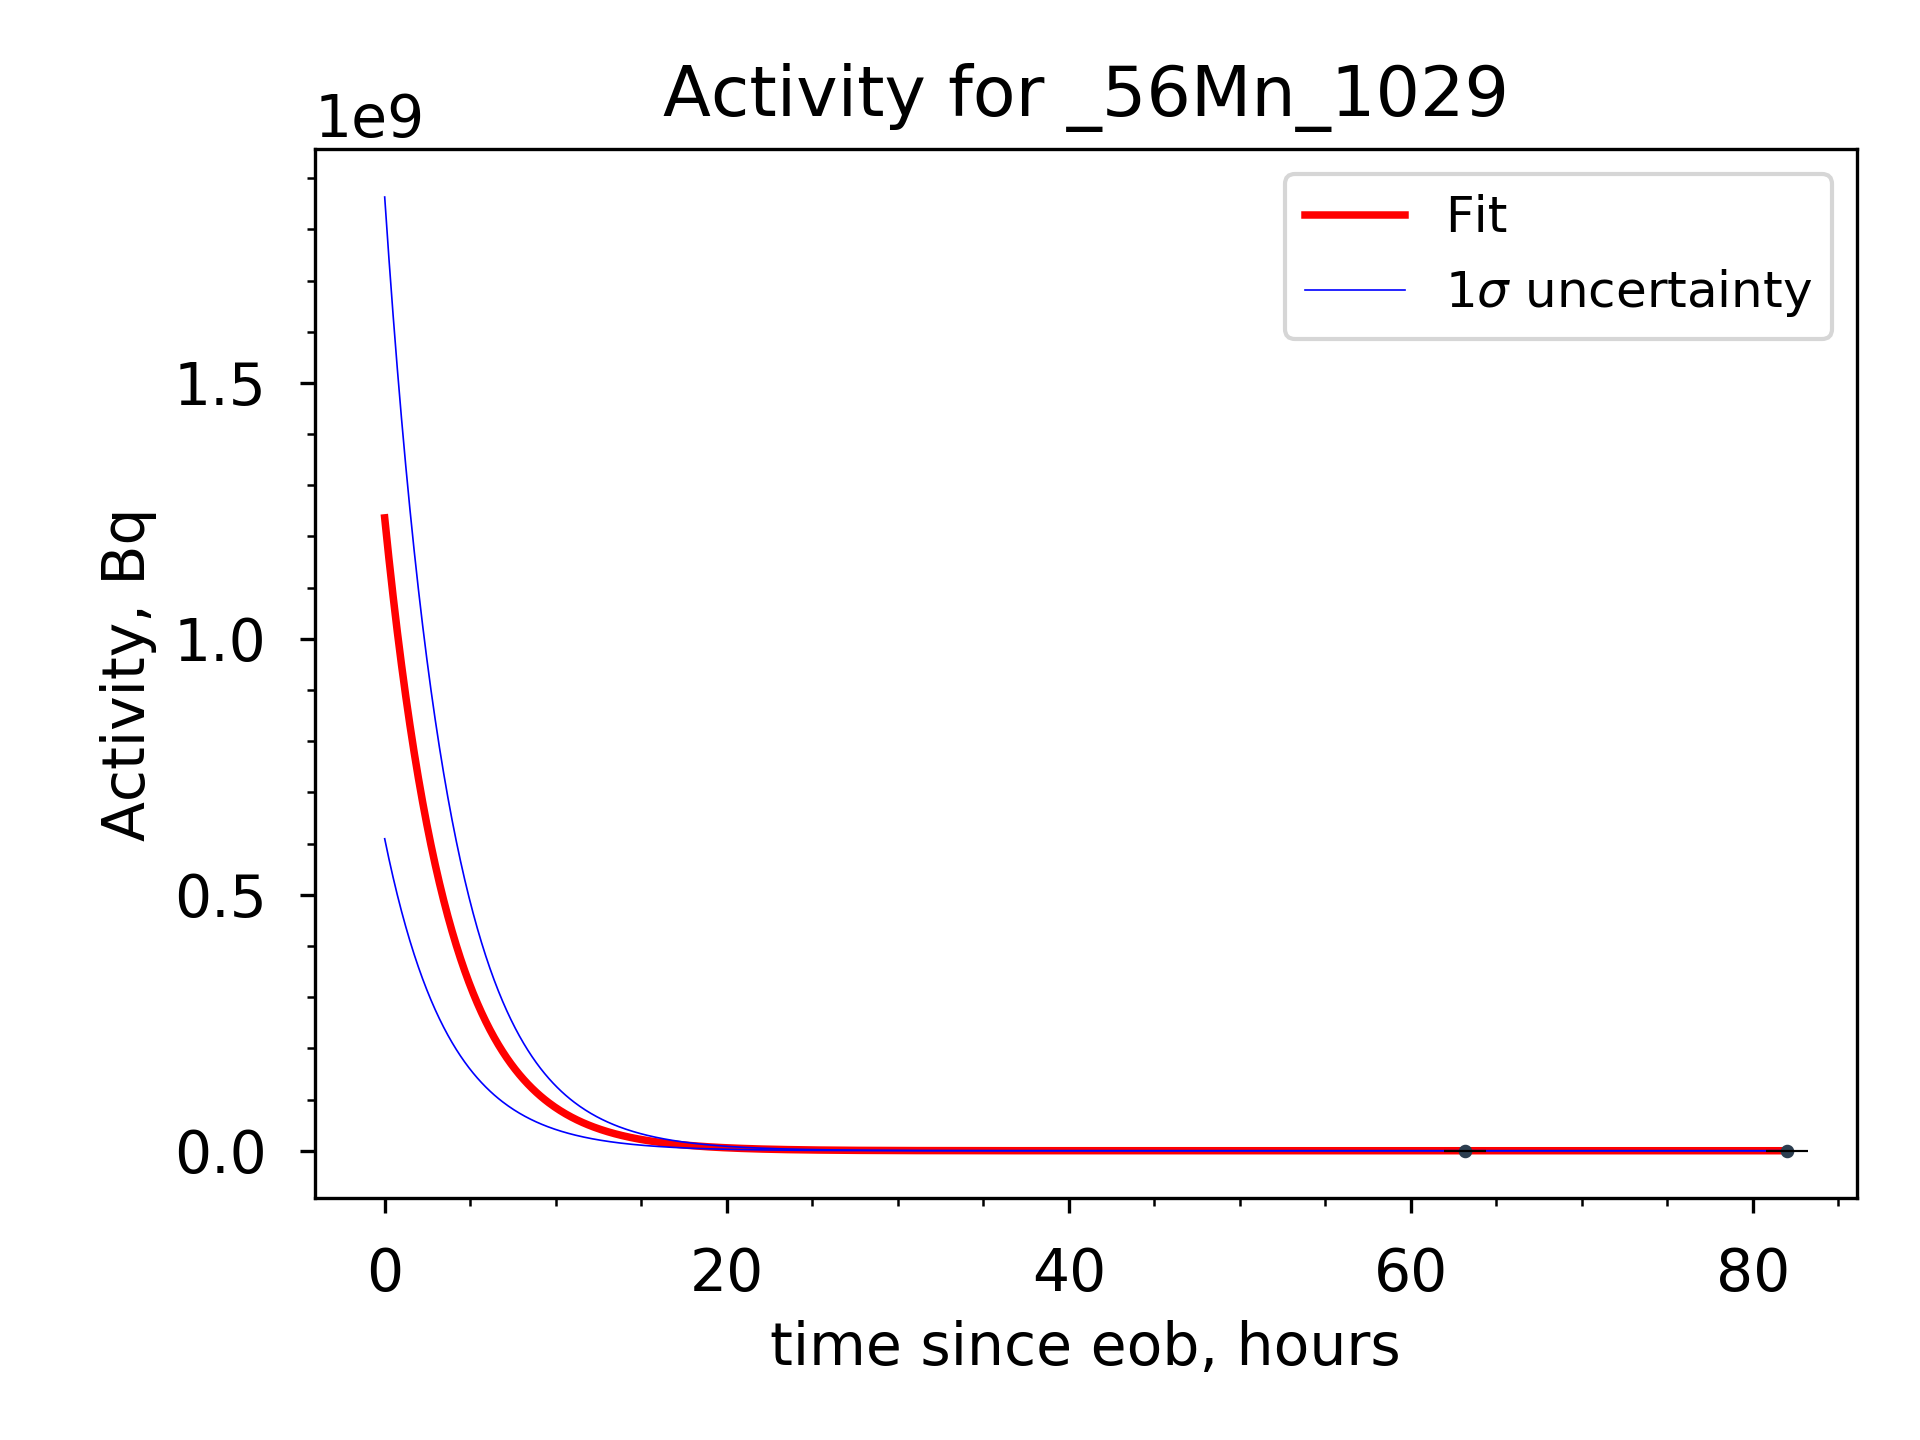 Activity for _56Mn_1029
1e9
Fit
1σ uncertainty
1.5
1.0
0.5
0.0
Activity, Bq
0 20 40 60 80
time since eob, hours